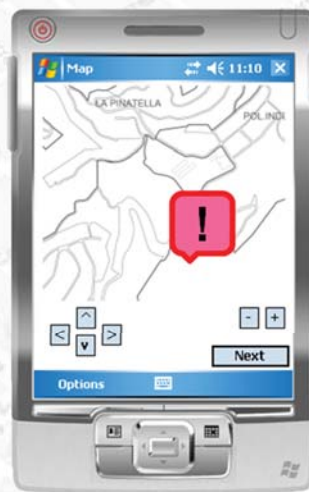 Map 11:10 X
LA PINATELLA
POL.INDI
!
^
< >
v
- +
Next
Options